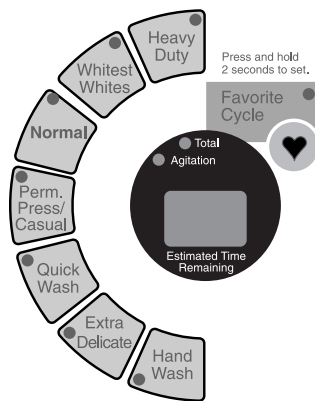 Heavy
Duty
Whitest
Whites
Normal
Perm.
Press/
Casual
Quick
Wash
Extra
Delicate
Hand
Wash
Press and hold
2 seconds to set.
Favorite
Cycle
Total
Agitation
Estimated Time
Remaining